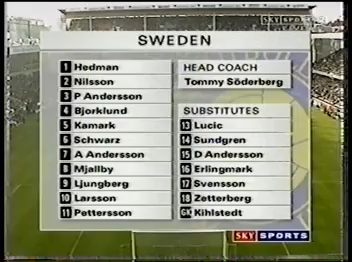 SKY SPORTS
SWEDEN
1 Hedman
2 Nilsson
3 P Andersson
4 Bjorklund
5 Kamark
6 Schwarz
7 A Andersson
8 Mjallby
9 Ljungberg
10 Larsson
11 Pettersson
HEAD COACH
Tommy Söderberg
SUBSTITUTES
13 Lucic
14 Sundgren
15 D Andersson
16 Erlingmark
17 Svensson
18 Zetterberg
GK Kihlstedt
SKY SPORTS